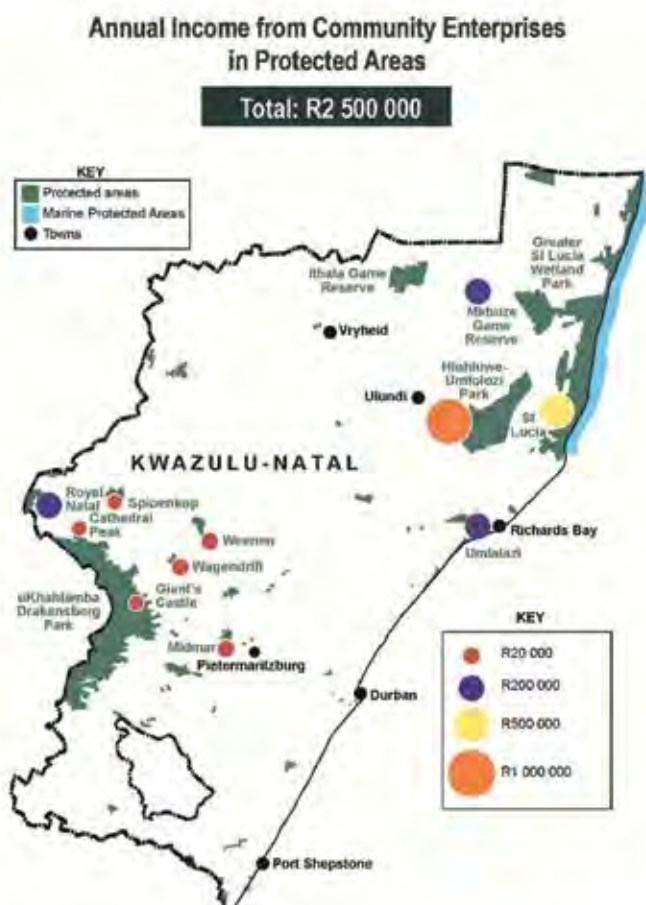 Annual Income from Community Enterprises
in Protected Areas
Total: R2 500 000
KEY
Protected areas
Marine Protected Areas
Towns
Greater
St Lucia
Wetland
Park
Ithala Game
Reserve
Mkhuze
Game
Reserve
Vryheid
Hluhluwe-
Umfolozi
Park
Ulundi
St
Lucia
KWAZULU-NATAL
Royal
Natal
Spioenkop
Cathedral
Peak
Weenen
Wagendrift
Richards Bay
Umlalazi
uKhahlamba
Drakensberg
Park
Giant's
Castle
Midmar
Pietermaritzburg
Durban
Port Shepstone
KEY
R20 000
R200 000
R500 000
R1 000 000